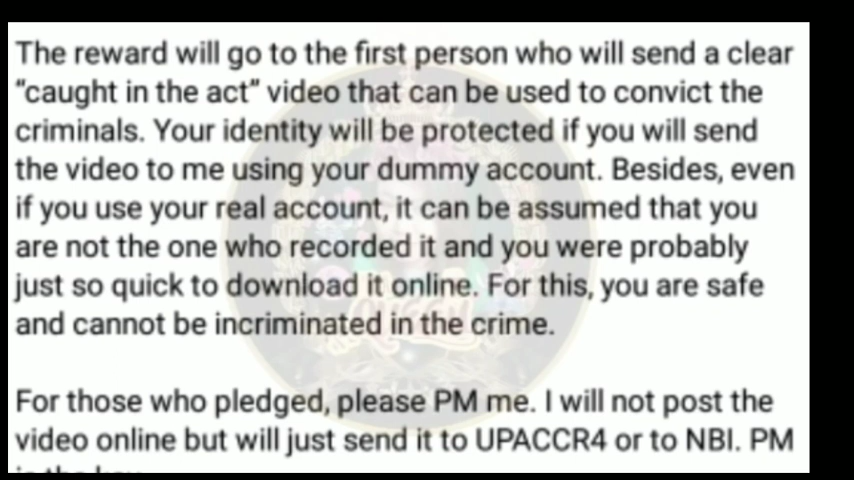 The reward will go to the first person who will send a clear
“caught in the act” video that can be used to convict the
criminals. Your identity will be protected if you will send
the video to me using your dummy account. Besides, even
if you use your real account, it can be assumed that you
are not the one who recorded it and you were probably
just so quick to download it online. For this, you are safe
and cannot be incriminated in the crime.
For those who pledged, please PM me. I will not post the
video online but will just send it to UPACCR4 or to NBI. PM